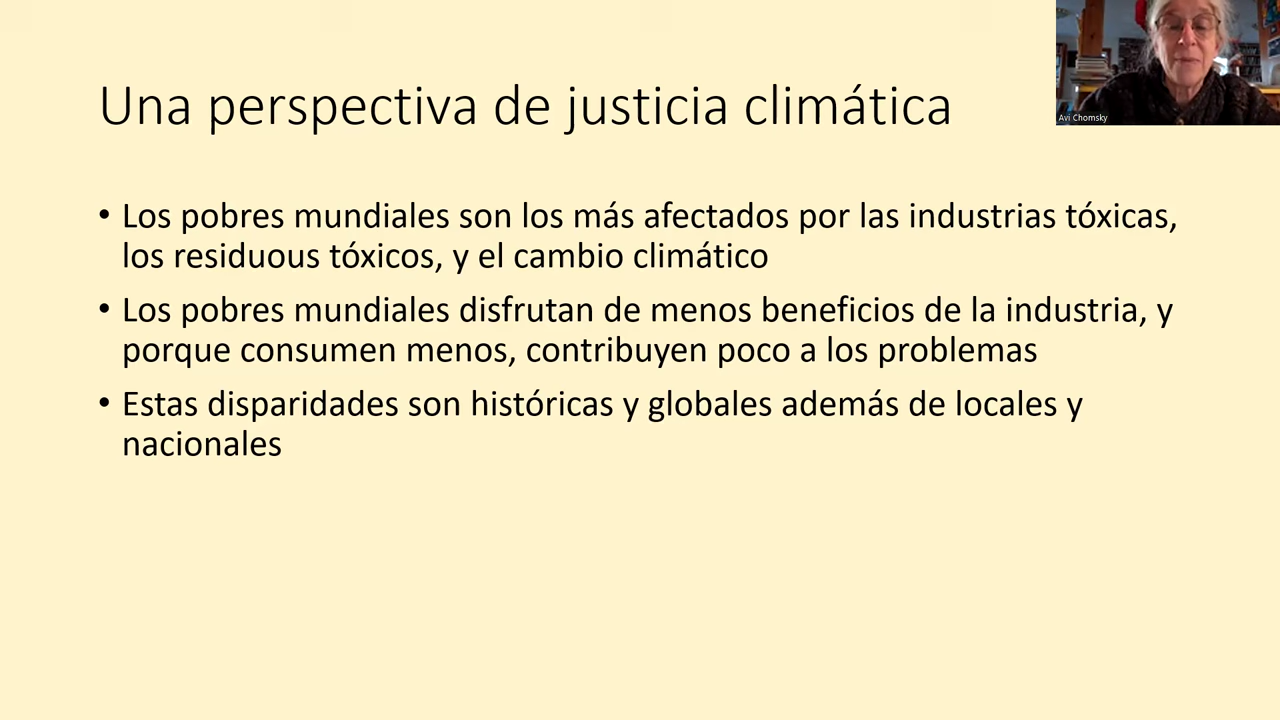 Una perspectiva de justicia climática
Avi Chomsky
• Los pobres mundiales son los más afectados por las industrias tóxicas,
los residuous tóxicos, y el cambio climático
• Los pobres mundiales disfrutan de menos beneficios de la industria, y
porque consumen menos, contribuyen poco a los problemas
• Estas disparidades son históricas y globales además de locales y
nacionales